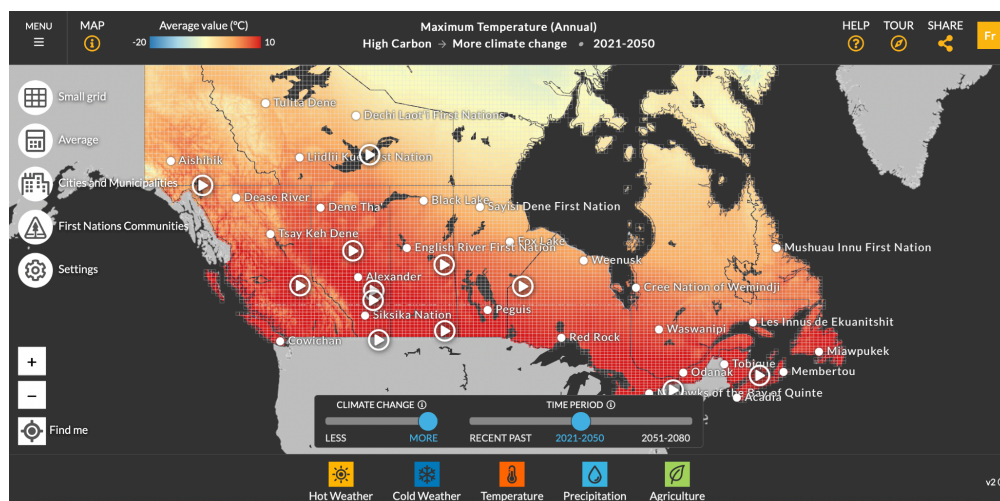 MENU
MAP
Average value (°C)
-20
10
Maximum Temperature (Annual)
High Carbon → More climate change • 2021-2050
HELP
TOUR
SHARE
Fr
Small grid
Average
Cities and Municipalities
First Nations Communities
Settings
Find me
Tulita Dene
Dechi Laot'i First Nations
Liidlii Kue First Nation
Aishihik
Dease River
Dene Tha'
Black Lake
Sayisi Dene First Nation
Tsay Keh Dene
English River First Nation
Fox Lake
Weenusk
Mushuau Innu First Nation
Alexander
Cree Nation of Wemindji
Siksika Nation
Peguis
Cowichan
Red Rock
Waswanipi
Les Innus de Ekuanitshit
Miawpukek
Tobique
Odanak
Membertou
Mohawks of the Bay of Quinte
Acadia
+
−
CLIMATE CHANGE
LESS
MORE
TIME PERIOD
RECENT PAST
2021-2050
2051-2080
Hot Weather
Cold Weather
Temperature
Precipitation
Agriculture